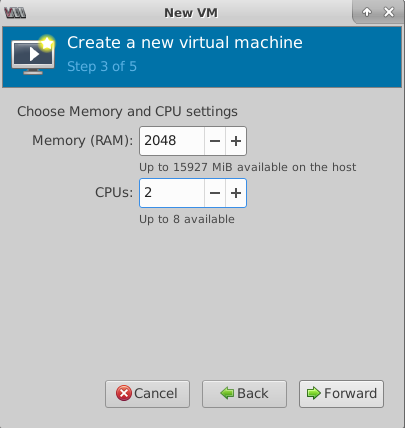 New VM
Create a new virtual machine
Step 3 of 5
Choose Memory and CPU settings
Memory (RAM): 2048
Up to 15927 MiB available on the host
CPUs: 2
Up to 8 available
Cancel Back Forward